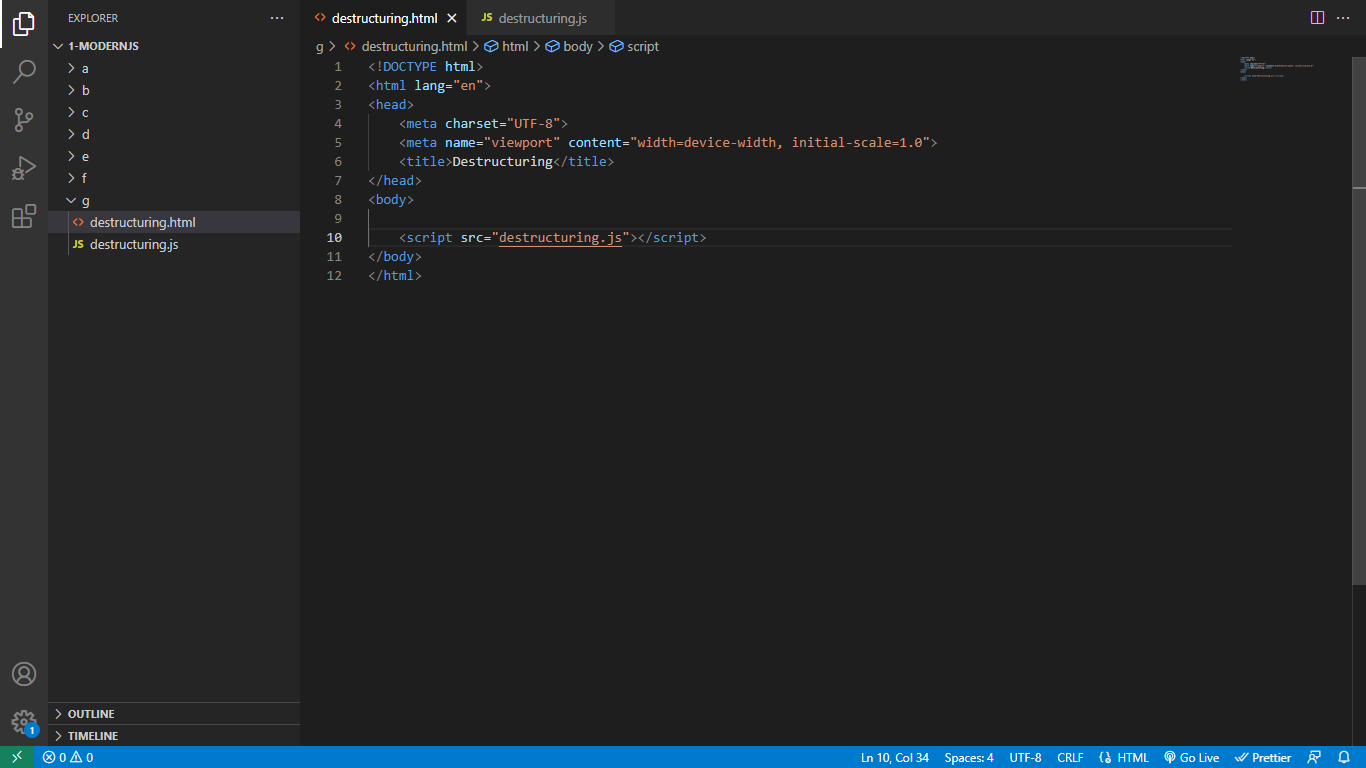 EXPLORER
1-MODERNJS
a
b
c
d
e
f
g
destructuring.html
JS destructuring.js
OUTLINE
TIMELINE
1
destructuring.html
JS destructuring.js
g > destructuring.html > html > body > script
1 <!DOCTYPE html>
2 <html lang="en">
3 <head>
4 <meta charset="UTF-8">
5 <meta name="viewport" content="width=device-width, initial-scale=1.0">
6 <title>Destructuring</title>
7 </head>
8 <body>
9
10 <script src="destructuring.js"></script>
11 </body>
12 </html>
0 0 Ln 10, Col 34 Spaces: 4 UTF-8 CRLF HTML Go Live Prettier